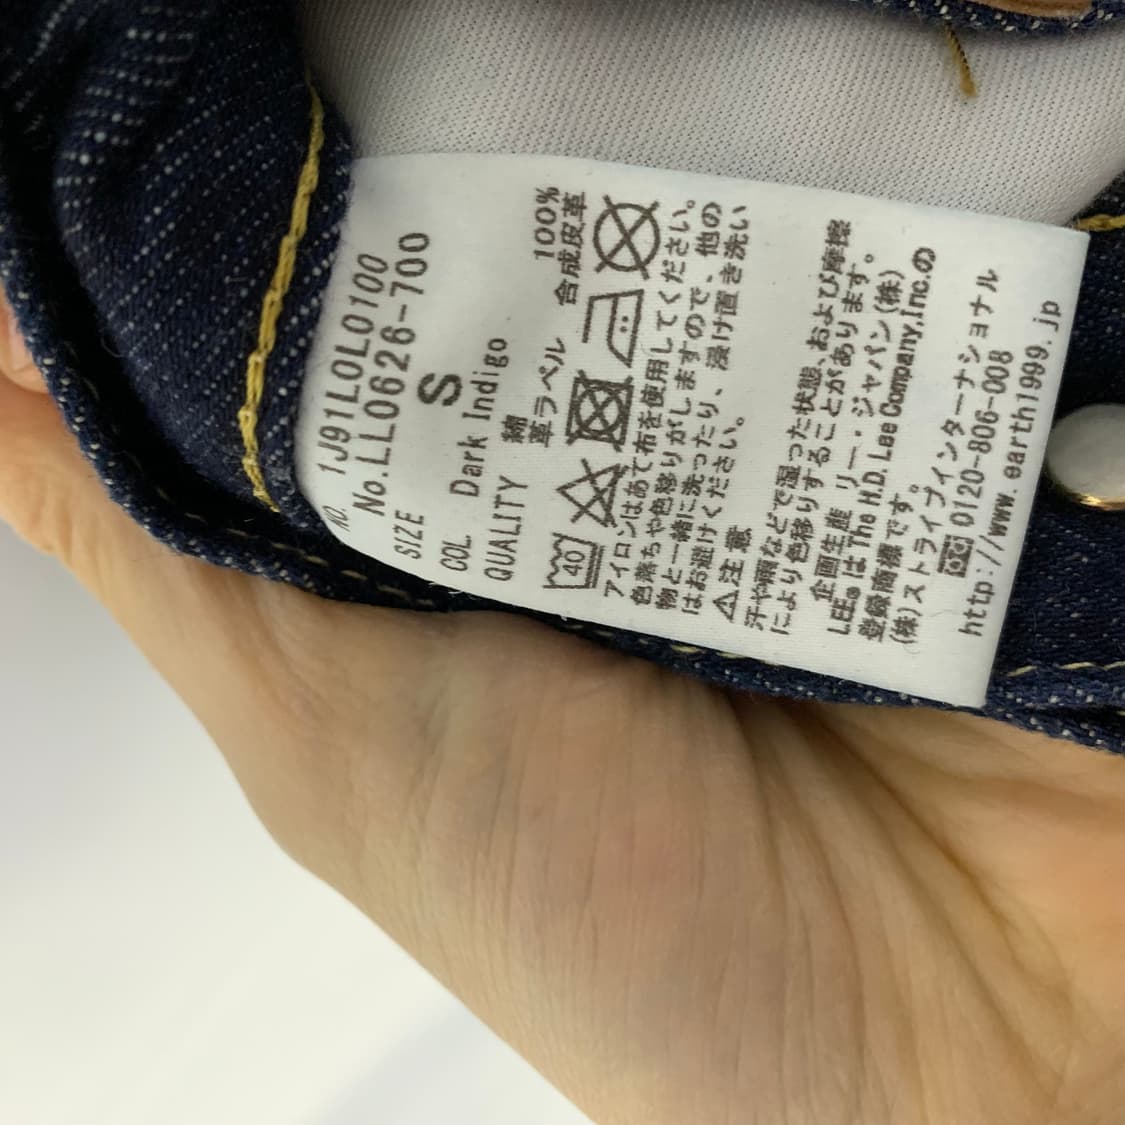 NO. 1J91L0L0100
No.LL0626-700
SIZE S
COL Dark Indigo
QUALITY 綿 100%
革ラベル 合成皮革
40
アイロンはあて布を使用してください。
色落ちや色移りがしますので、他の
物と一緒に洗ったり、浸け置き洗い
はお避けください。
⚠注意
汗や雨などで湿った状態、および摩擦
により色移りすることがあります。
企画生産 リー・ジャパン(株)
LEE®はThe H.D. Lee Company,Inc.の
登録商標です。
(株)ストライプインターナショナル
0120-806-008
http://www.earth1999.jp